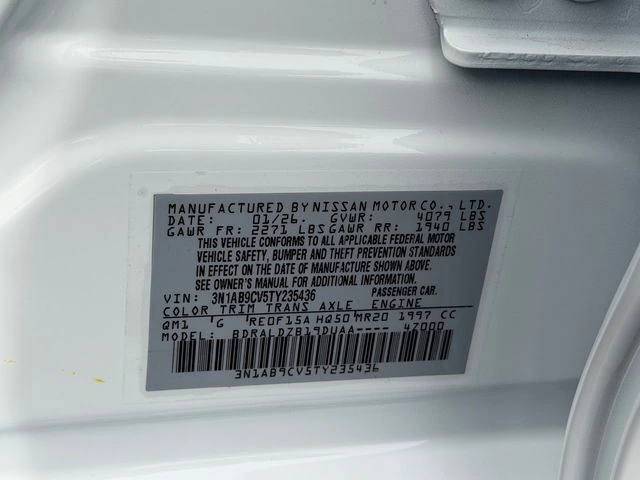 MANUFACTURED BY NISSAN MOTOR CO., LTD.
DATE: 01/26. GVWR: 4079 LBS
GAWR FR: 2271 LBS GAWR RR: 1940 LBS
THIS VEHICLE CONFORMS TO ALL APPLICABLE FEDERAL MOTOR
VEHICLE SAFETY, BUMPER AND THEFT PREVENTION STANDARDS
IN EFFECT ON THE DATE OF MANUFACTURE SHOWN ABOVE.
SEE OWNER'S MANUAL FOR ADDITIONAL INFORMATION.
VIN: 3N1AB9CV5TY235436 PASSENGER CAR.
COLOR TRIM TRANS AXLE ENGINE
QM1 G RE0F15A HQ50 MR20 1997 CC
MODEL: BDRALDZB19DUAA---- 47000
3N1AB9CV5TY235436